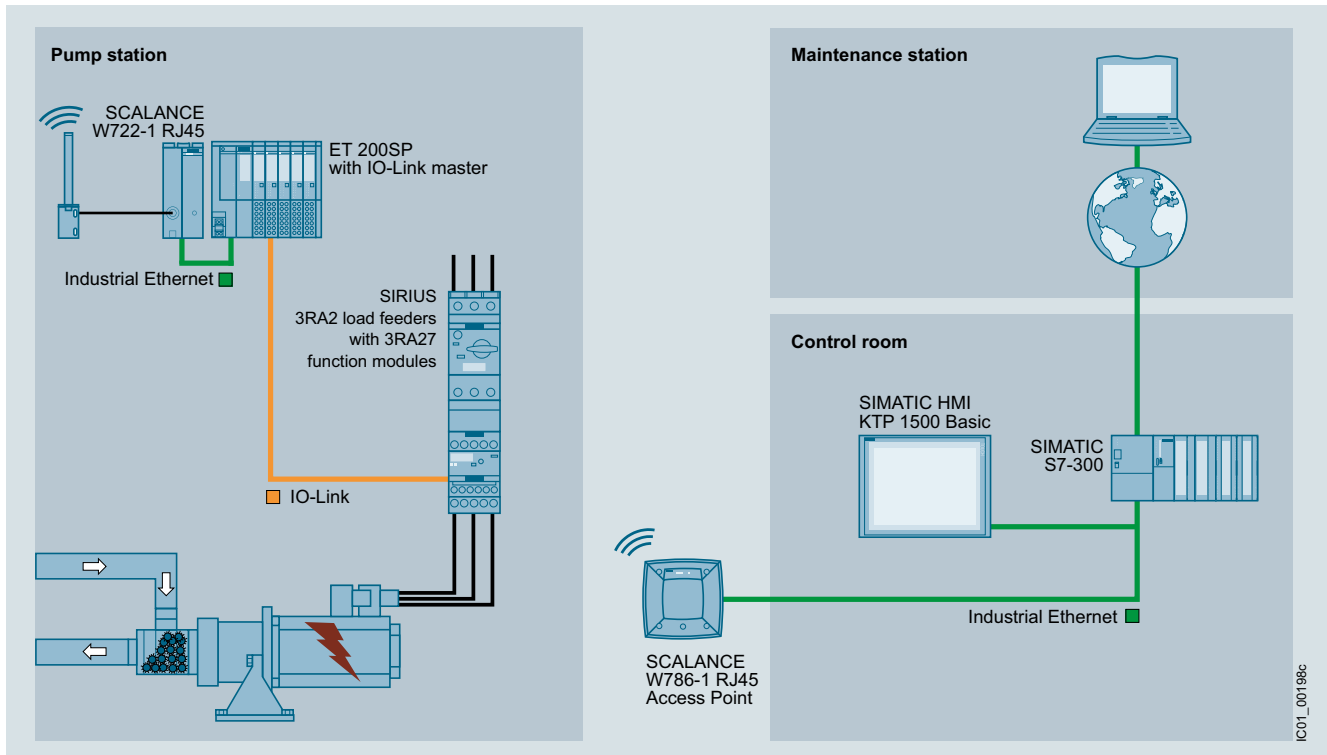 Pump station
SCALANCE
W722-1 RJ45
ET 200SP
with IO-Link master
Industrial Ethernet
SIRIUS
3RA2 load feeders
with 3RA27
function modules
IO-Link
Maintenance station
Control room
SIMATIC HMI
KTP 1500 Basic
SIMATIC
S7-300
Industrial Ethernet
SCALANCE
W786-1 RJ45
Access Point
IC01_00198c